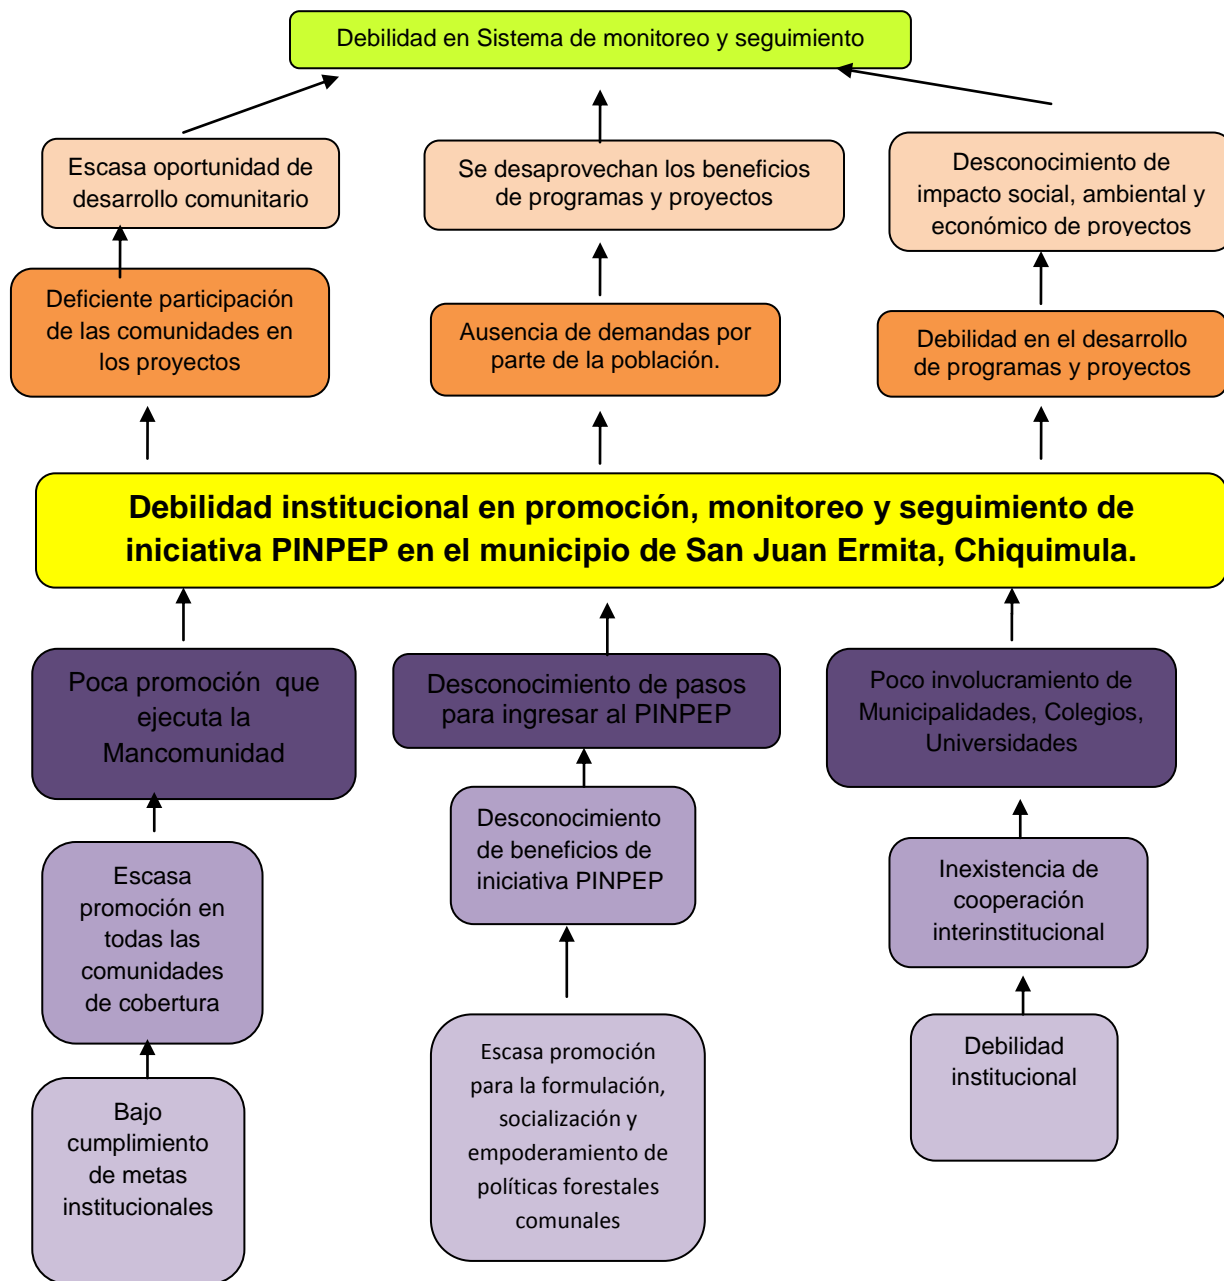 Debilidad en Sistema de monitoreo y seguimiento
Escasa oportunidad de
desarrollo comunitario
Se desaprovechan los beneficios
de programas y proyectos
Desconocimiento de
impacto social, ambiental y
económico de proyectos
Deficiente participación
de las comunidades en
los proyectos
Ausencia de demandas por
parte de la población.
Debilidad en el desarrollo
de programas y proyectos
Debilidad institucional en promoción, monitoreo y seguimiento de
iniciativa PINPEP en el municipio de San Juan Ermita, Chiquimula.
Poca promoción que
ejecuta la
Mancomunidad
Desconocimiento de pasos
para ingresar al PINPEP
Poco involucramiento de
Municipalidades, Colegios,
Universidades
Escasa
promoción en
todas las
comunidades
de cobertura
Desconocimiento
de beneficios de
iniciativa PINPEP
Inexistencia de
cooperación
interinstitucional
Bajo
cumplimiento
de metas
institucionales
Escasa promoción
para la formulación,
socialización y
empoderamiento de
políticas forestales
comunales
Debilidad
institucional